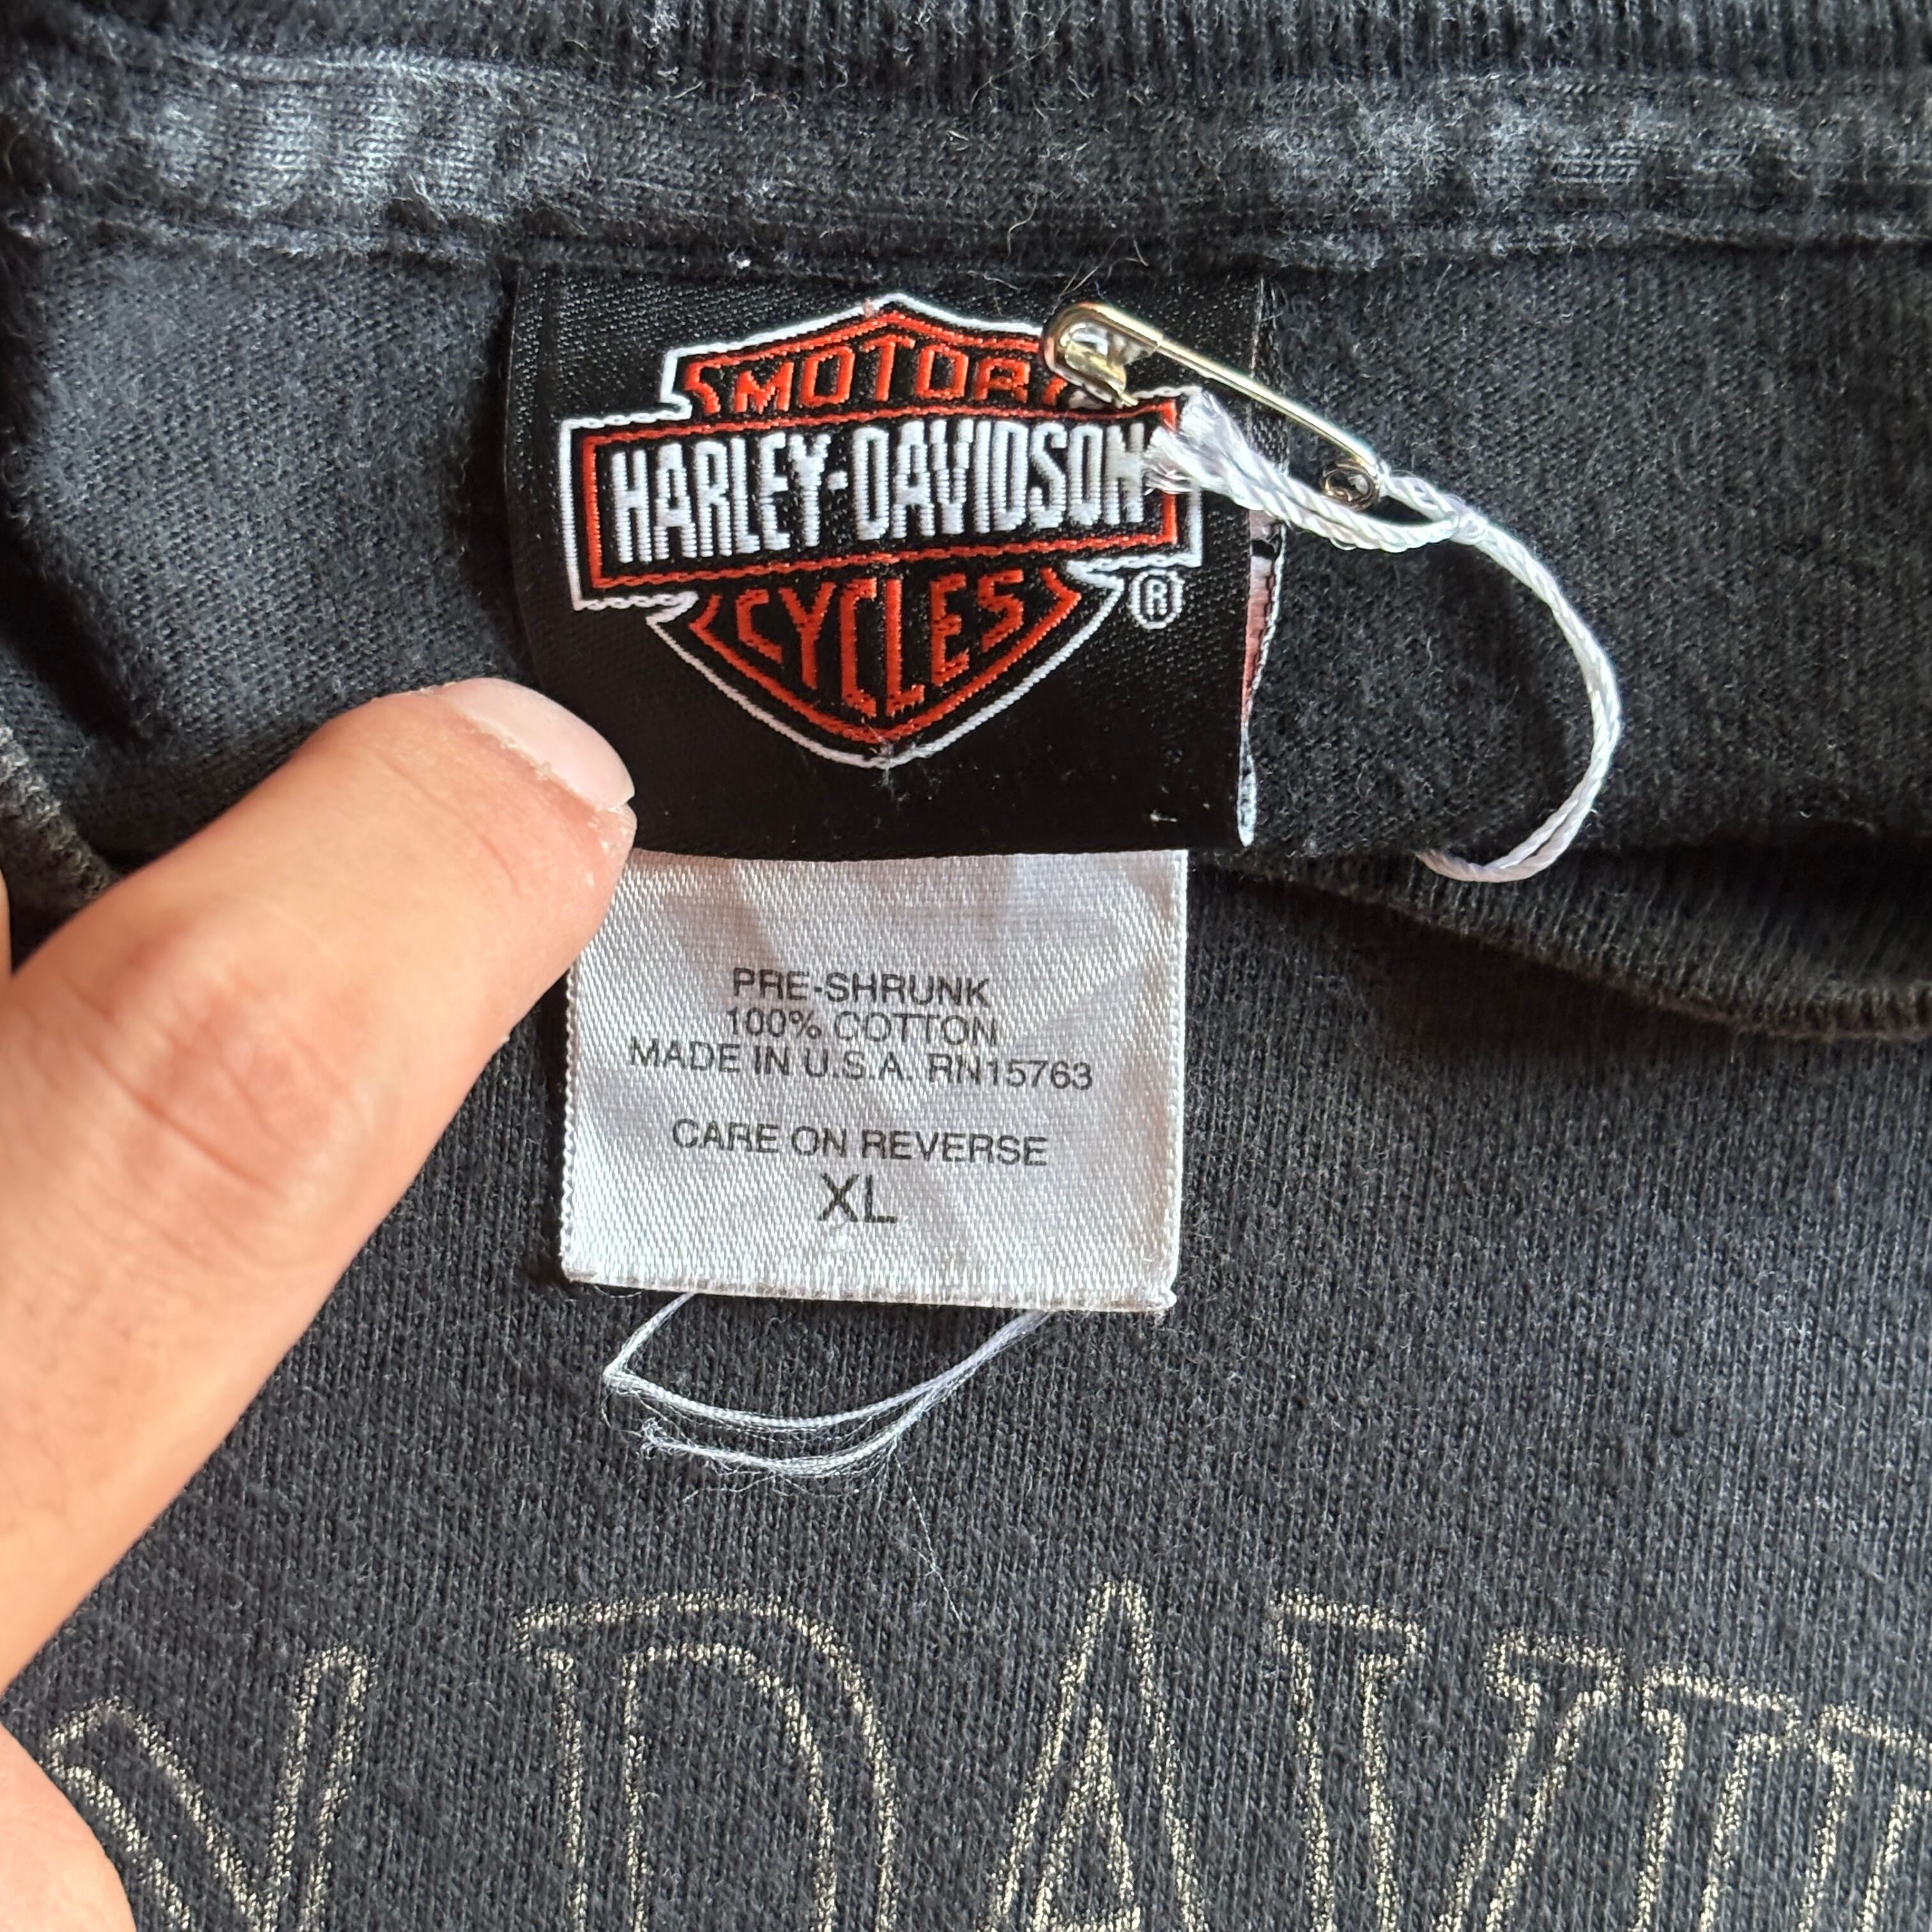 MOTOR
HARLEY-DAVIDSON
CYCLES
®
PRE-SHRUNK
100% COTTON
MADE IN U.S.A. RN15763
CARE ON REVERSE
XL